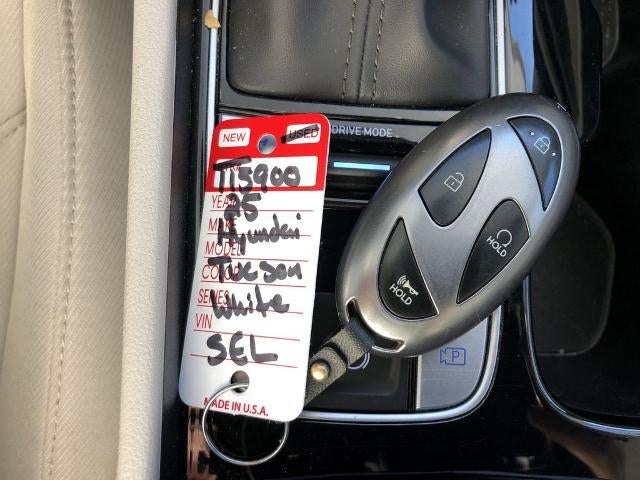 NEW USED
DRIVE MODE
T15900
YEAR 25
MAKE Hyundai
MODEL Tucson
COLOR White
SERIES SEL
VIN
MADE IN U.S.A.
HOLD
HOLD
P